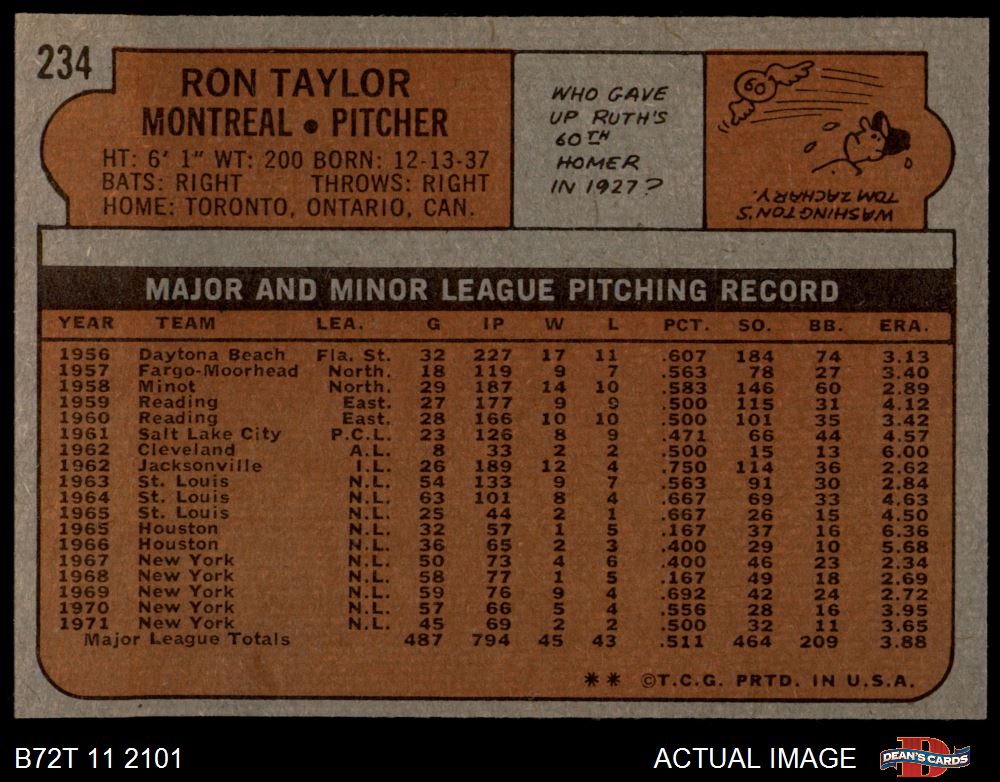 234
RON TAYLOR
MONTREAL • PITCHER
HT: 6' 1" WT: 200 BORN: 12-13-37
BATS: RIGHT THROWS: RIGHT
HOME: TORONTO, ONTARIO, CAN.
WHO GAVE
UP RUTH'S
60TH
HOMER
IN 1927?
60
WASHINGTON'S
TOM ZACHARY.
MAJOR AND MINOR LEAGUE PITCHING RECORD
YEAR TEAM LEA. G IP W L PCT. SO. BB. ERA.
1956 Daytona Beach Fla. St. 32 227 17 11 .607 184 74 3.13
1957 Fargo-Moorhead North. 18 119 9 7 .563 78 27 3.40
1958 Minot North. 29 187 14 10 .583 146 60 2.89
1959 Reading East. 27 177 9 9 .500 115 31 4.12
1960 Reading East. 28 166 10 10 .500 101 35 3.42
1961 Salt Lake City P.C.L. 23 126 8 9 .471 66 44 4.57
1962 Cleveland A.L. 8 33 2 2 .500 15 13 6.00
1962 Jacksonville I.L. 26 189 12 4 .750 114 36 2.62
1963 St. Louis N.L. 54 133 9 7 .563 91 30 2.84
1964 St. Louis N.L. 63 101 8 4 .667 69 33 4.63
1965 St. Louis N.L. 25 44 2 1 .667 26 15 4.50
1965 Houston N.L. 32 57 1 5 .167 37 16 6.36
1966 Houston N.L. 36 65 2 3 .400 29 10 5.68
1967 New York N.L. 50 73 4 6 .400 46 23 2.34
1968 New York N.L. 58 77 1 5 .167 49 18 2.69
1969 New York N.L. 59 76 9 4 .692 42 24 2.72
1970 New York N.L. 57 66 5 4 .556 28 16 3.95
1971 New York N.L. 45 69 2 2 .500 32 11 3.65
Major League Totals 487 794 45 43 .511 464 209 3.88
** ©T.C.G. PRTD. IN U.S.A.
B72T 11 2101 ACTUAL IMAGE DEAN'S CARDS